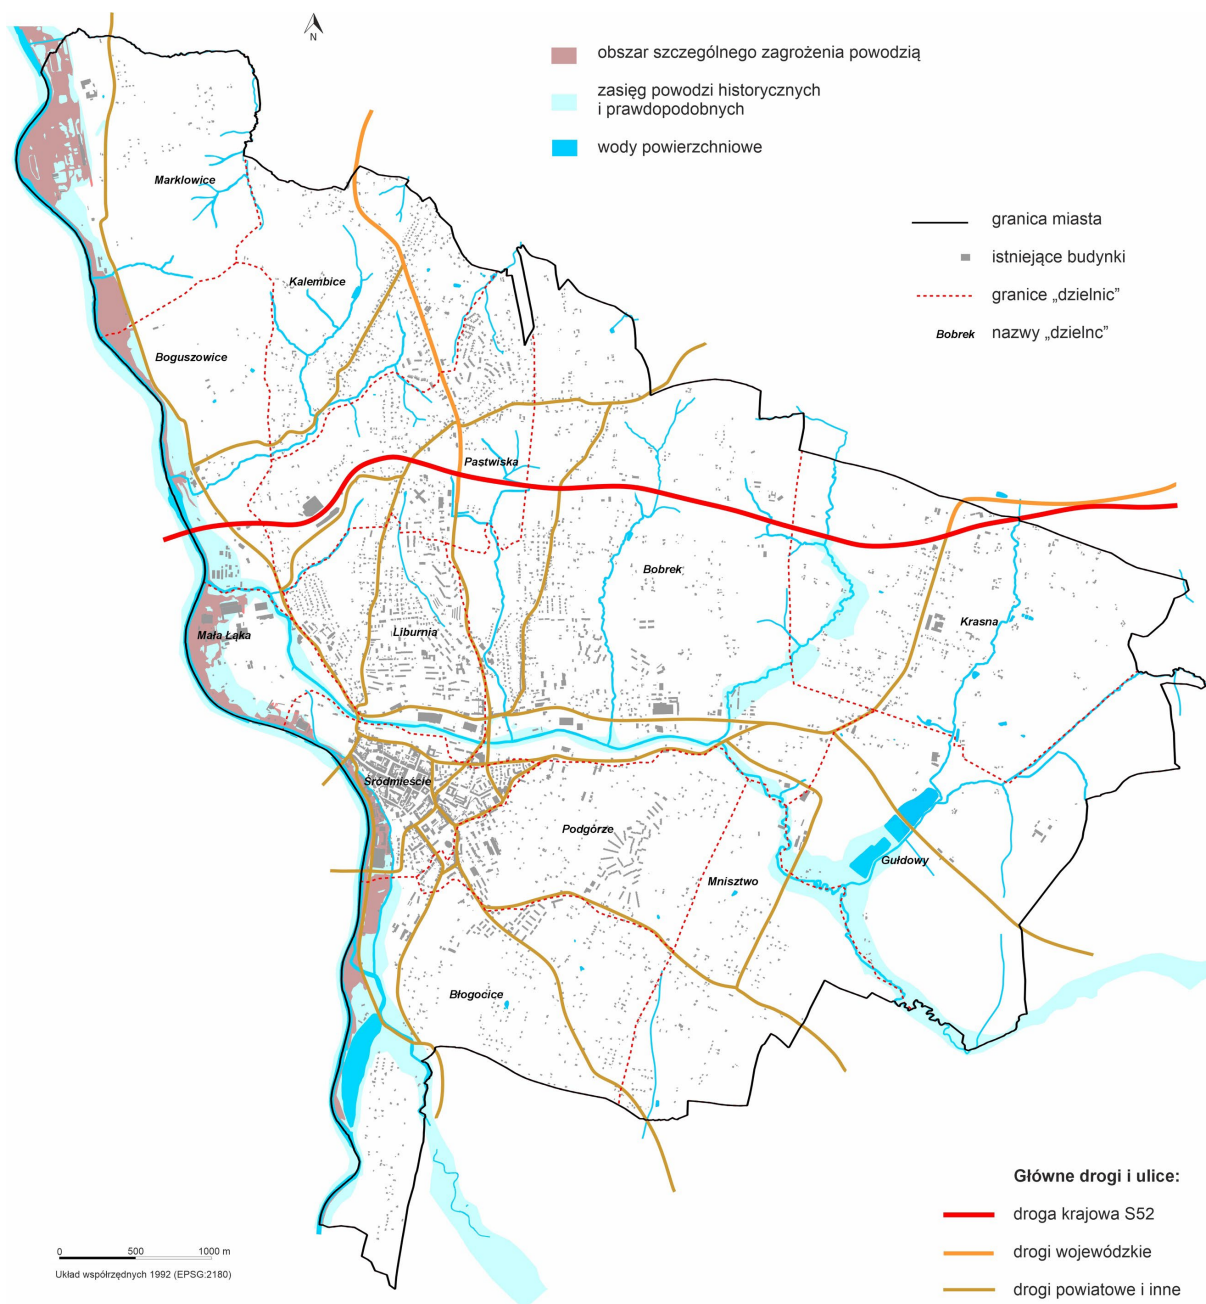 N
obszar szczególnego zagrożenia powodzią
zasięg powodzi historycznych
i prawdopodobnych
wody powierzchniowe
granica miasta
istniejące budynki
granice „dzielnic”
Bobrek nazwy „dzielnc”
Marklowice
Kalembice
Boguszowice
Pastwiska
Bobrek
Krasna
Mała Łąka
Liburnia
Śródmieście
Podgórze
Mnisztwo
Gułdowy
Błogocice
Główne drogi i ulice:
droga krajowa S52
drogi wojewódzkie
drogi powiatowe i inne
0 500 1000 m
Układ współrzędnych 1992 (EPSG:2180)